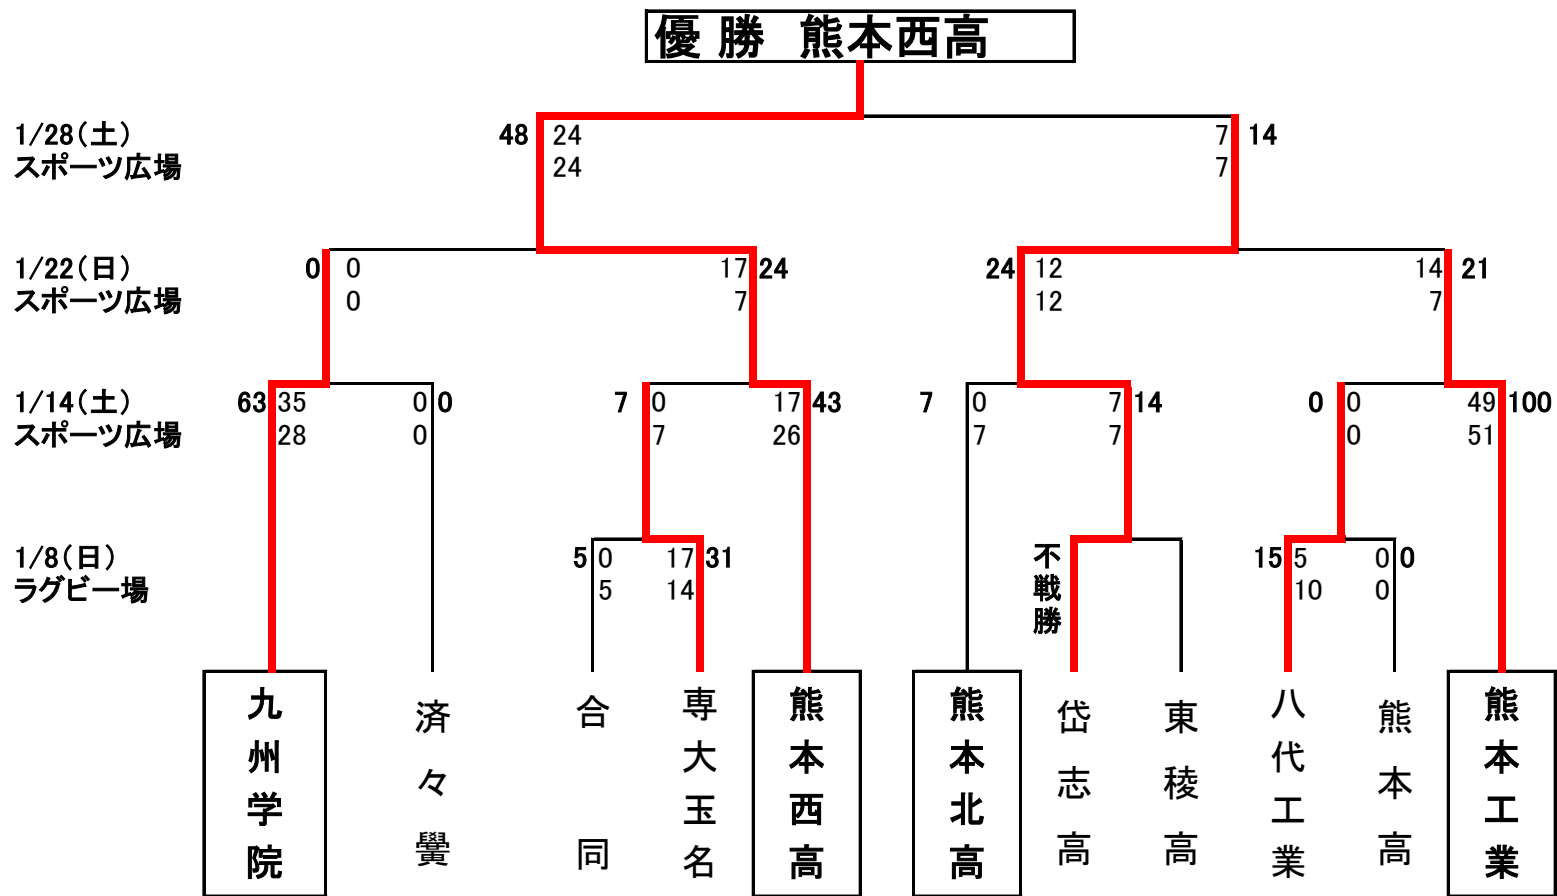 優 勝 熊本西高
1/28(土)
スポーツ広場
48 24 7 14
24 7
1/22(日)
スポーツ広場
0 0 17 24 24 12 14 21
0 7 12 7
1/14(土)
スポーツ広場
63 35 0 0 7 0 17 43 7 0 7 14 0 0 49 100
28 0 7 26 7 7 0 51
1/8(日)
ラグビー場
5 0 17 31 不戦勝 15 5 0 0
5 14 10 0
九州学院
済々黌
合同
専大玉名
熊本西高
熊本北高
岱志高
東稜高
八代工業
熊本高
熊本工業